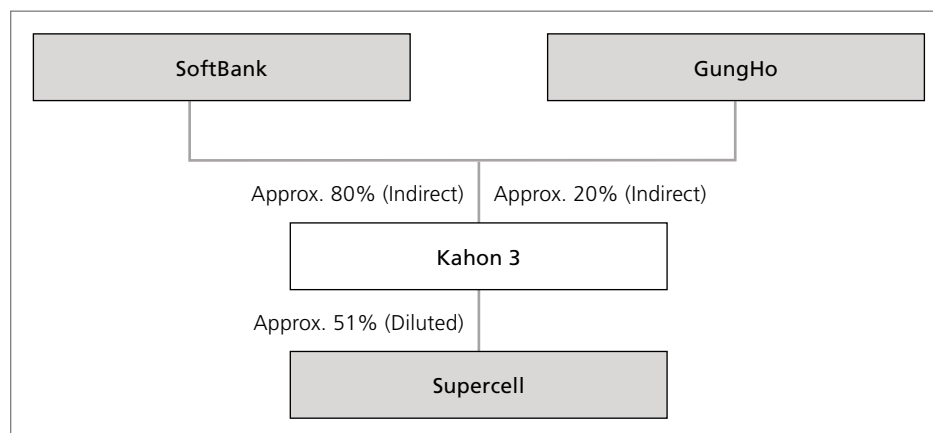 SoftBank
GungHo
Approx. 80% (Indirect)
Approx. 20% (Indirect)
Kahon 3
Approx. 51% (Diluted)
Supercell